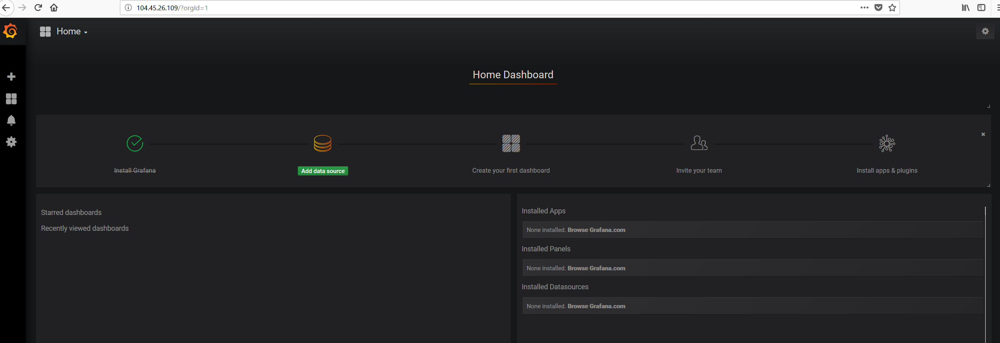 104.45.26.109/?orgId=1
Home
Home Dashboard
Install Grafana
Add data source
Create your first dashboard
Invite your team
Install apps & plugins
Starred dashboards
Recently viewed dashboards
Installed Apps
None installed. Browse Grafana.com
Installed Panels
None installed. Browse Grafana.com
Installed Datasources
None installed. Browse Grafana.com